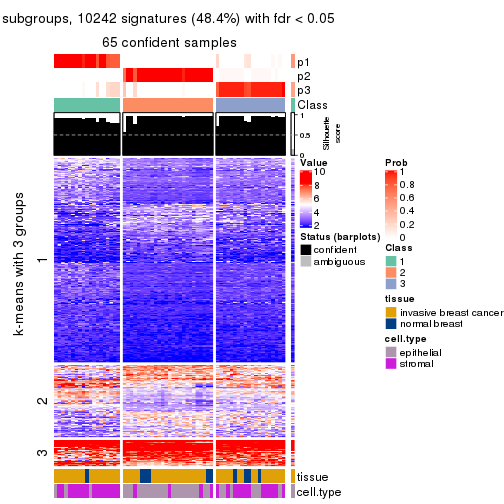 subgroups, 10242 signatures (48.4%) with fdr < 0.05
65 confident samples
p1
p2
p3
Class
1
0.5
0
Silhouette
score
k-means with 3 groups
1
2
3
tissue
cell.type
Value
10
8
6
4
2
Status (barplots)
confident
ambiguous
Prob
1
0.8
0.6
0.4
0.2
0
Class
1
2
3
tissue
invasive breast cancer
normal breast
cell.type
epithelial
stromal